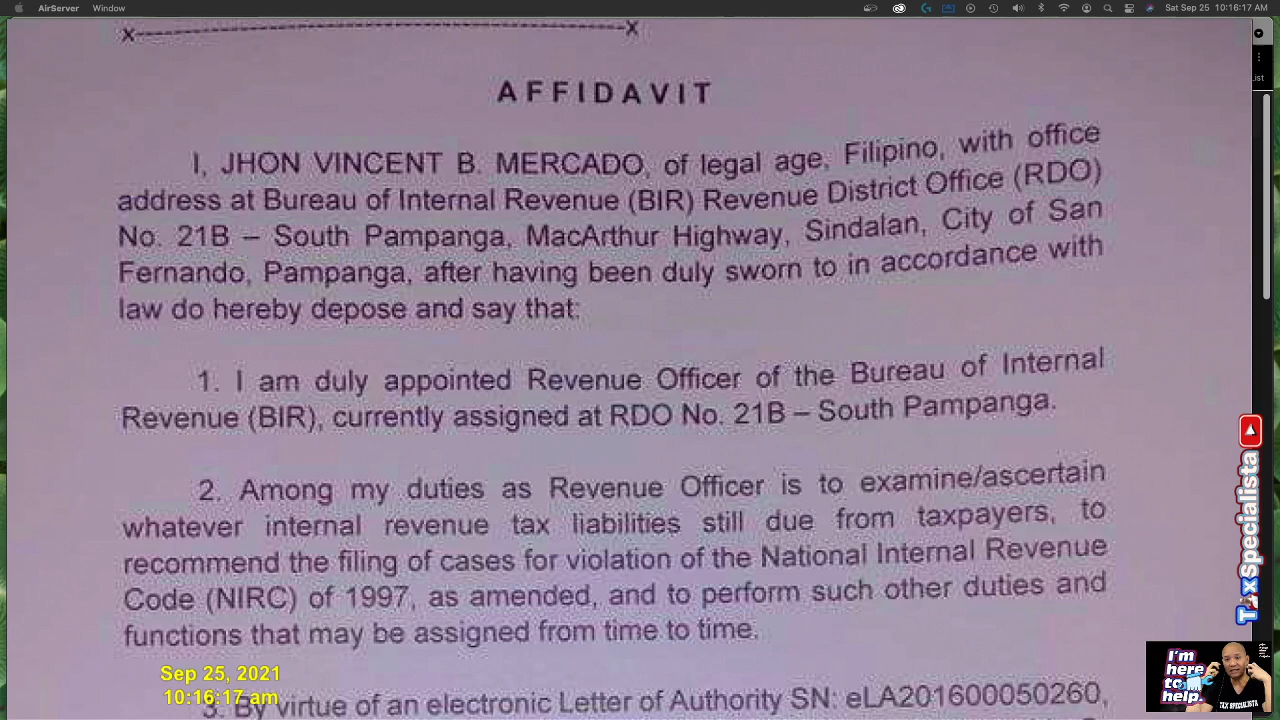 AirServer Window Sat Sep 25 10:16:17 AM
x-----------------------------------------------x
AFFIDAVIT
I, JHON VINCENT B. MERCADO, of legal age, Filipino, with office
address at Bureau of Internal Revenue (BIR) Revenue District Office (RDO)
No. 21B – South Pampanga, MacArthur Highway, Sindalan, City of San
Fernando, Pampanga, after having been duly sworn to in accordance with
law do hereby depose and say that:
1. I am duly appointed Revenue Officer of the Bureau of Internal
Revenue (BIR), currently assigned at RDO No. 21B – South Pampanga.
2. Among my duties as Revenue Officer is to examine/ascertain
whatever internal revenue tax liabilities still due from taxpayers, to
recommend the filing of cases for violation of the National Internal Revenue
Code (NIRC) of 1997, as amended, and to perform such other duties and
functions that may be assigned from time to time.
3. By virtue of an electronic Letter of Authority SN: eLA201600050260,
Sep 25, 2021
10:16:17 am
TaxSpecialista
I'm
here
to
help.
TAX SPECIALISTA